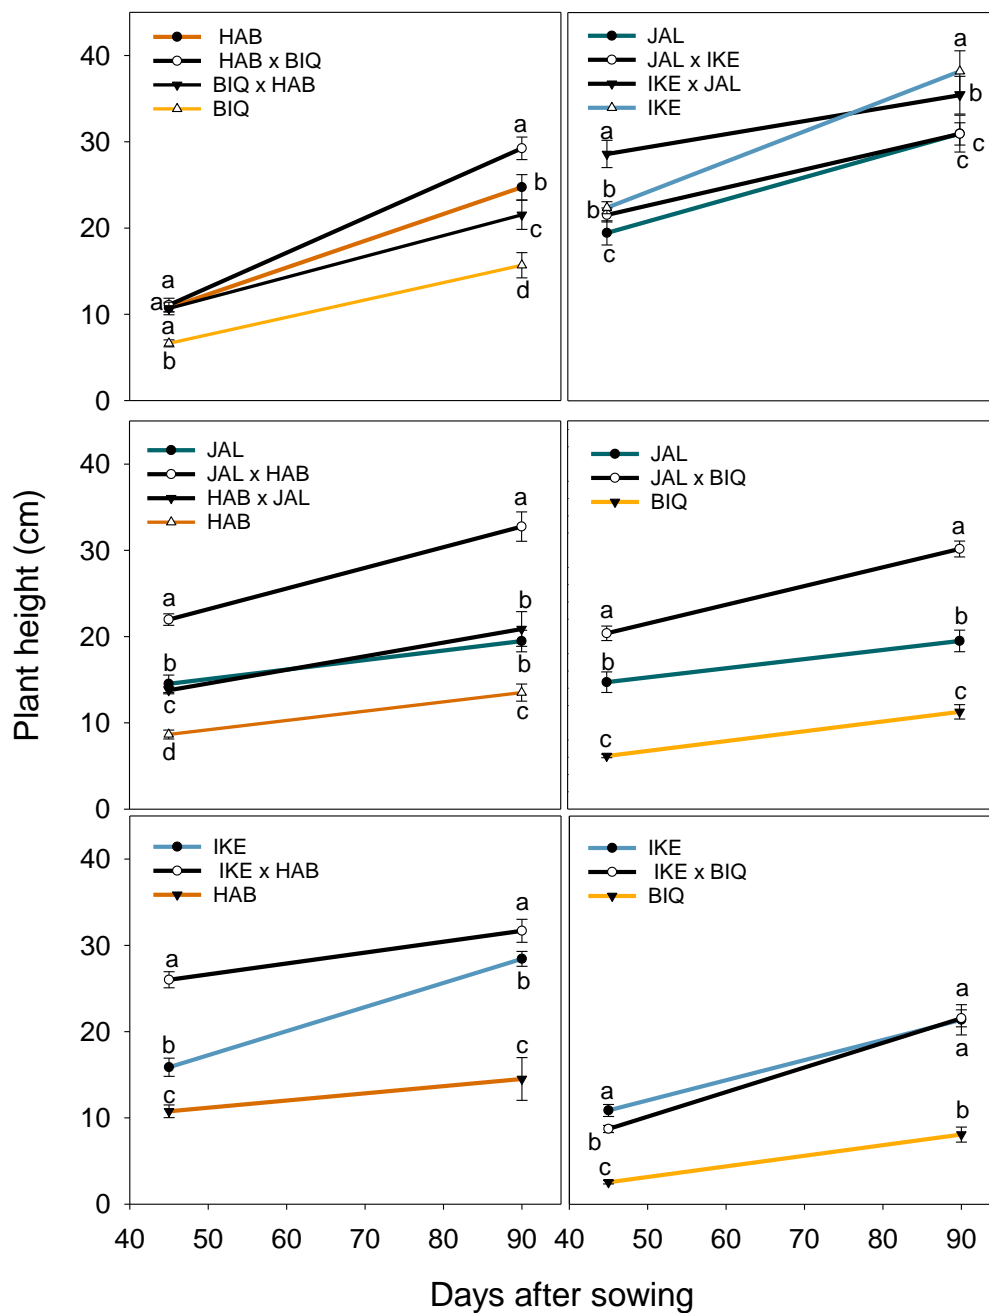 HAB
HAB x BIQ
BIQ x HAB
BIQ
40
30
20
10
0
a
a
a
b
a
b
c
d
JAL
JAL x IKE
IKE x JAL
IKE
a
b
b
c
a
b
c
c
JAL
JAL x HAB
HAB x JAL
HAB
40
30
20
10
0
a
b
c
d
a
b
b
c
JAL
JAL x BIQ
BIQ
a
b
c
a
b
c
Plant height (cm)
IKE
IKE x HAB
HAB
40
30
20
10
0
a
b
c
a
b
c
IKE
IKE x BIQ
BIQ
a
b
c
a
a
b
40 50 60 70 80 90 40 50 60 70 80 90
Days after sowing